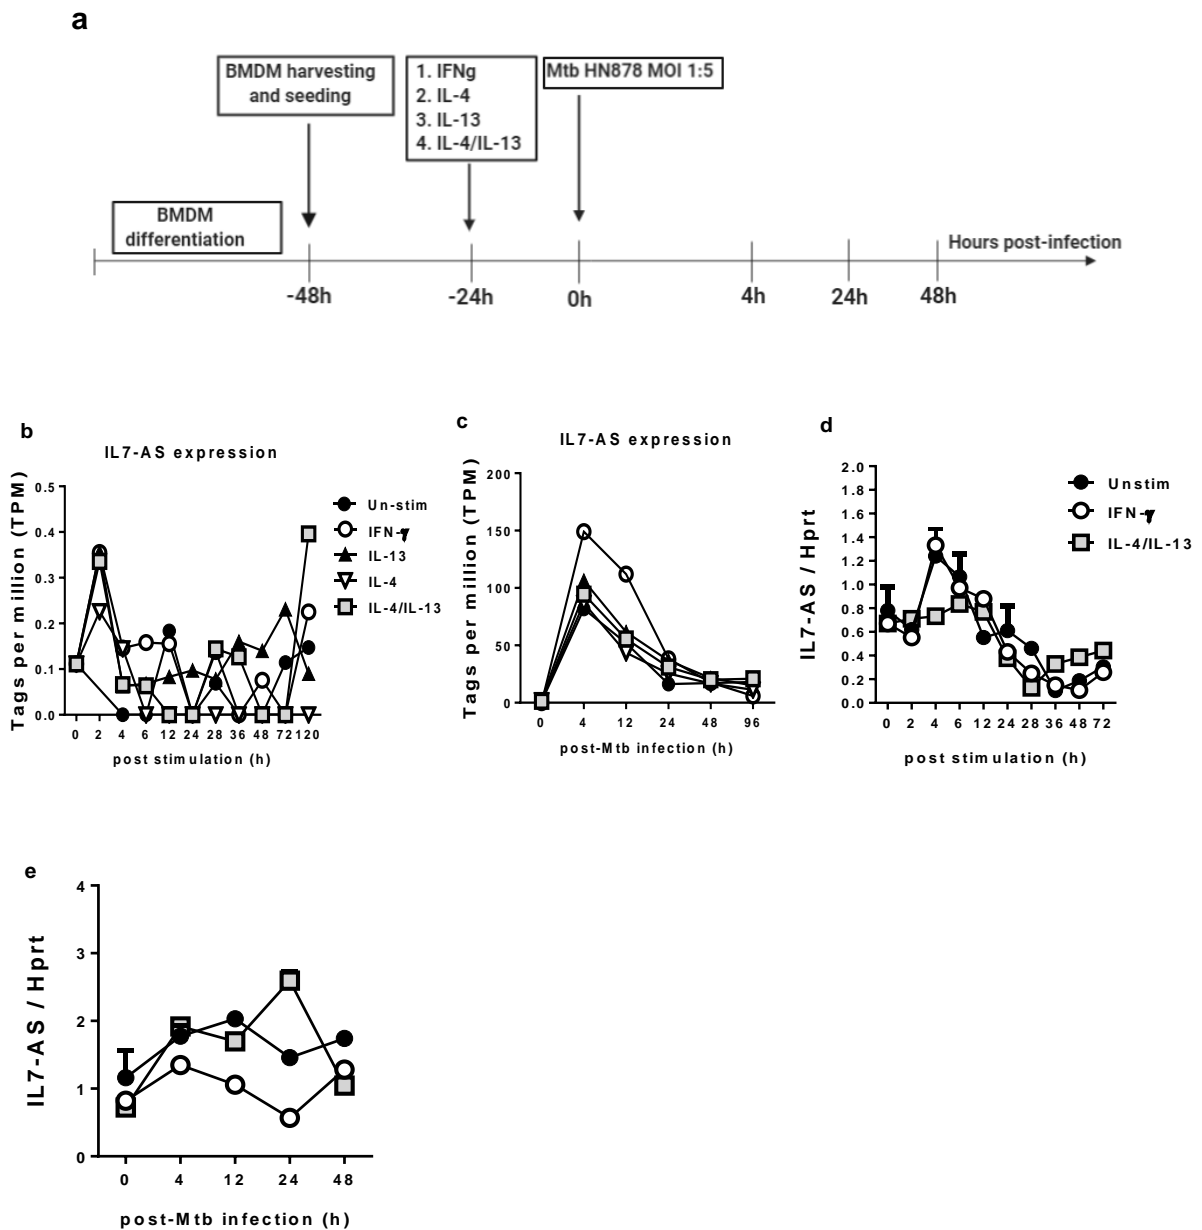 a
BMDM harvesting
and seeding
1. IFNg
2. IL-4
3. IL-13
4. IL-4/IL-13
Mtb HN878 MOI 1:5
BMDM
differentiation
Hours post-infection
-48h
-24h
0h
4h
24h
48h
b
IL7-AS expression
Tags per million (TPM)
0.5
0.4
0.3
0.2
0.1
0.0
0 2 4 6 12 24 28 36 48 72 120
post stimulation (h)
Un-stim
IFN-γ
IL-13
IL-4
IL-4/IL-13
c
IL7-AS expression
Tags per million (TPM)
200
150
100
50
0
0 4 12 24 48 96
post-Mtb infection (h)
d
IL7-AS / Hprt
2.0
1.8
1.6
1.4
1.2
1.0
0.8
0.6
0.4
0.2
0.0
0 2 4 6 12 24 28 36 48 72
post stimulation (h)
Unstim
IFN-γ
IL-4/IL-13
e
IL7-AS / Hprt
4
3
2
1
0
0 4 12 24 48
post-Mtb infection (h)